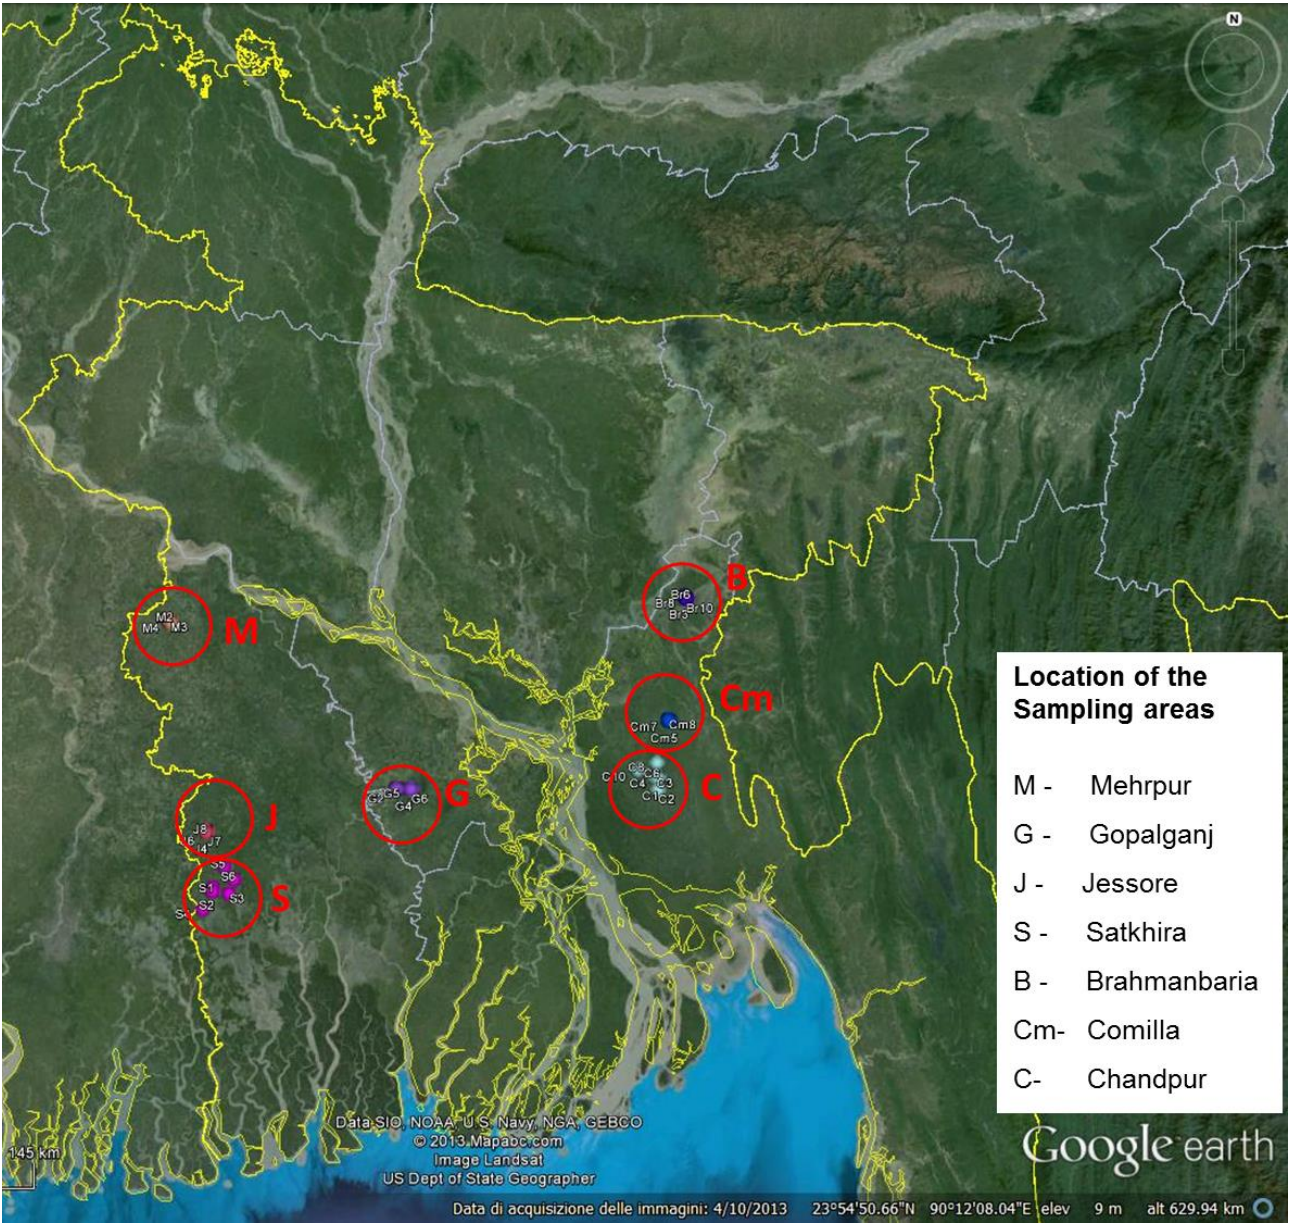 N
B
Br6
Br8
Br10
Br3
M2
M4
M3
M
Cm
Cm7
Cm8
Cm5
C8
C6
C10
C4
C3
C1
C2
C
G5
G2
G6
G4
G
J8
J7
J4
J
S5
S6
S1
S3
S2
S
Location of the
Sampling areas
M - Mehrpur
G - Gopalganj
J - Jessore
S - Satkhira
B - Brahmanbaria
Cm- Comilla
C- Chandpur
Data SIO, NOAA, U.S. Navy, NGA, GEBCO
© 2013 Mapabc.com
Image Landsat
US Dept of State Geographer
145 km
Google earth
Data di acquisizione delle immagini: 4/10/2013 23°54'50.66"N 90°12'08.04"E elev 9 m alt 629.94 km